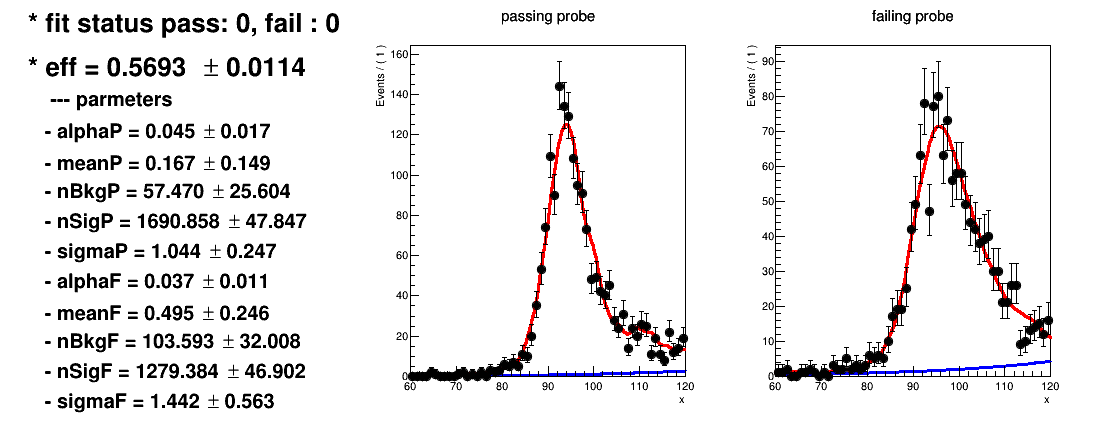 * fit status pass: 0, fail : 0
* eff = 0.5693 ± 0.0114
--- parmeters
- alphaP = 0.045 ± 0.017
- meanP = 0.167 ± 0.149
- nBkgP = 57.470 ± 25.604
- nSigP = 1690.858 ± 47.847
- sigmaP = 1.044 ± 0.247
- alphaF = 0.037 ± 0.011
- meanF = 0.495 ± 0.246
- nBkgF = 103.593 ± 32.008
- nSigF = 1279.384 ± 46.902
- sigmaF = 1.442 ± 0.563
passing probe
Events / ( 1 )
160
140
120
100
80
60
40
20
0
60 70 80 90 100 110 120
x
failing probe
Events / ( 1 )
90
80
70
60
50
40
30
20
10
0
60 70 80 90 100 110 120
x